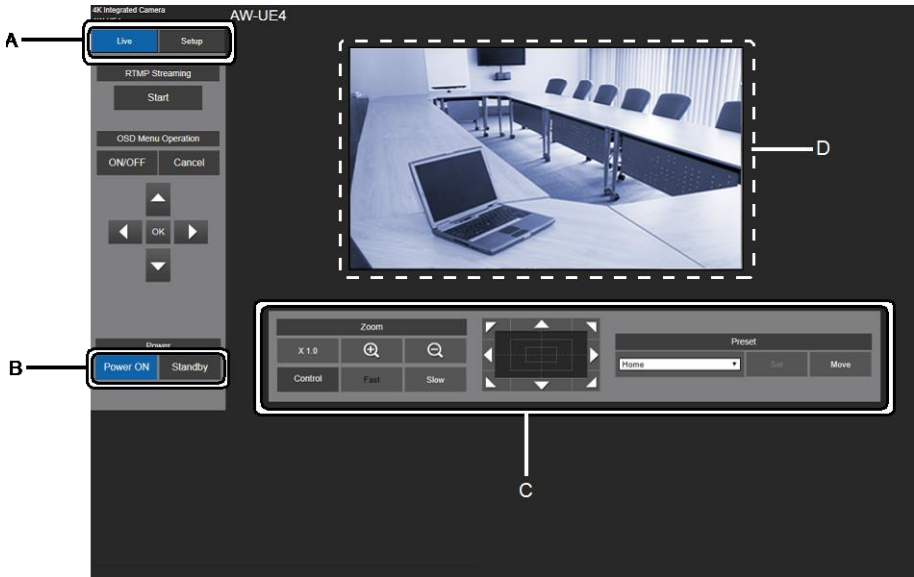 4K Integrated Camera
AW-UE4
A
Live Setup
RTMP Streaming
Start
OSD Menu Operation
ON/OFF Cancel
OK
D
Power
B
Power ON Standby
Zoom
X 1.0
Control Fast Slow
Preset
Home Set Move
C